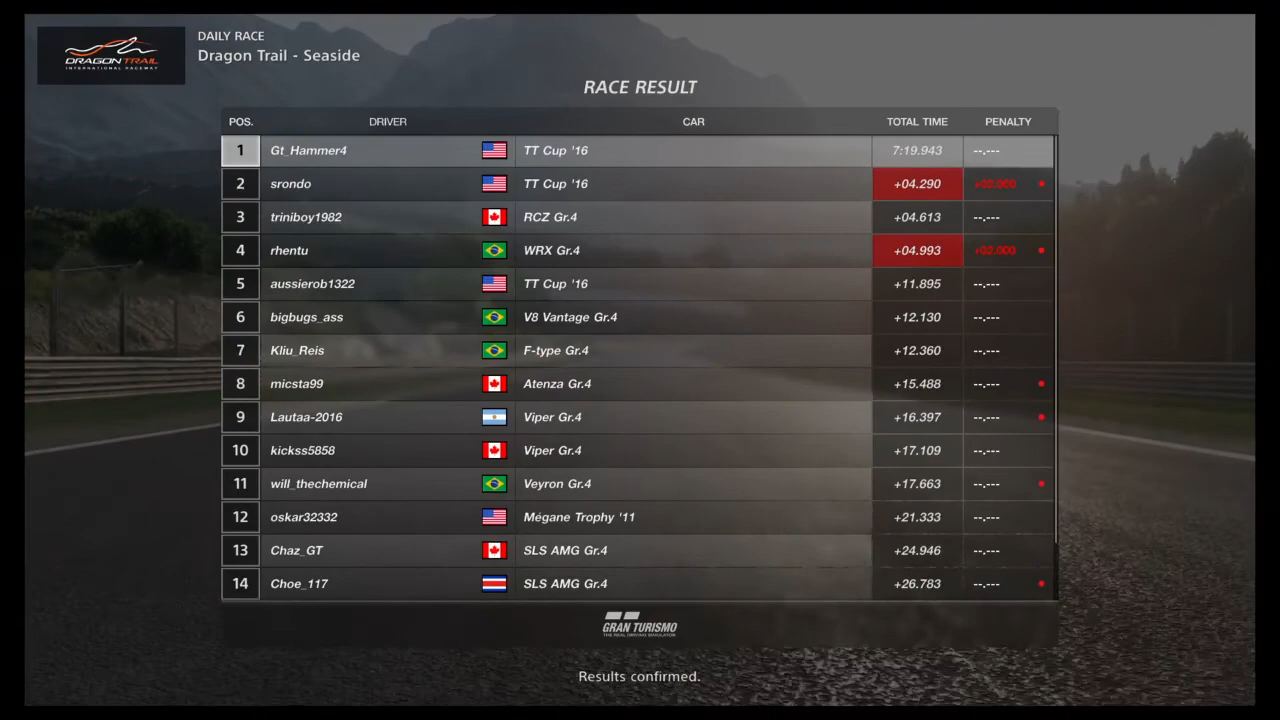 DAILY RACE
Dragon Trail - Seaside
DRAGON TRAIL
INTERNATIONAL RACEWAY
RACE RESULT
POS. DRIVER CAR TOTAL TIME PENALTY
1 Gt_Hammer4 TT Cup '16 7:19.943 --.---
2 srondo TT Cup '16 +04.290 +02.000
3 triniboy1982 RCZ Gr.4 +04.613 --.---
4 rhentu WRX Gr.4 +04.993 +02.000
5 aussierob1322 TT Cup '16 +11.895 --.---
6 bigbugs_ass V8 Vantage Gr.4 +12.130 --.---
7 Kliu_Reis F-type Gr.4 +12.360 --.---
8 micsta99 Atenza Gr.4 +15.488 --.---
9 Lautaa-2016 Viper Gr.4 +16.397 --.---
10 kickss5858 Viper Gr.4 +17.109 --.---
11 will_thechemical Veyron Gr.4 +17.663 --.---
12 oskar32332 Mégane Trophy '11 +21.333 --.---
13 Chaz_GT SLS AMG Gr.4 +24.946 --.---
14 Choe_117 SLS AMG Gr.4 +26.783 --.---
GRAN TURISMO
THE REAL DRIVING SIMULATOR
Results confirmed.